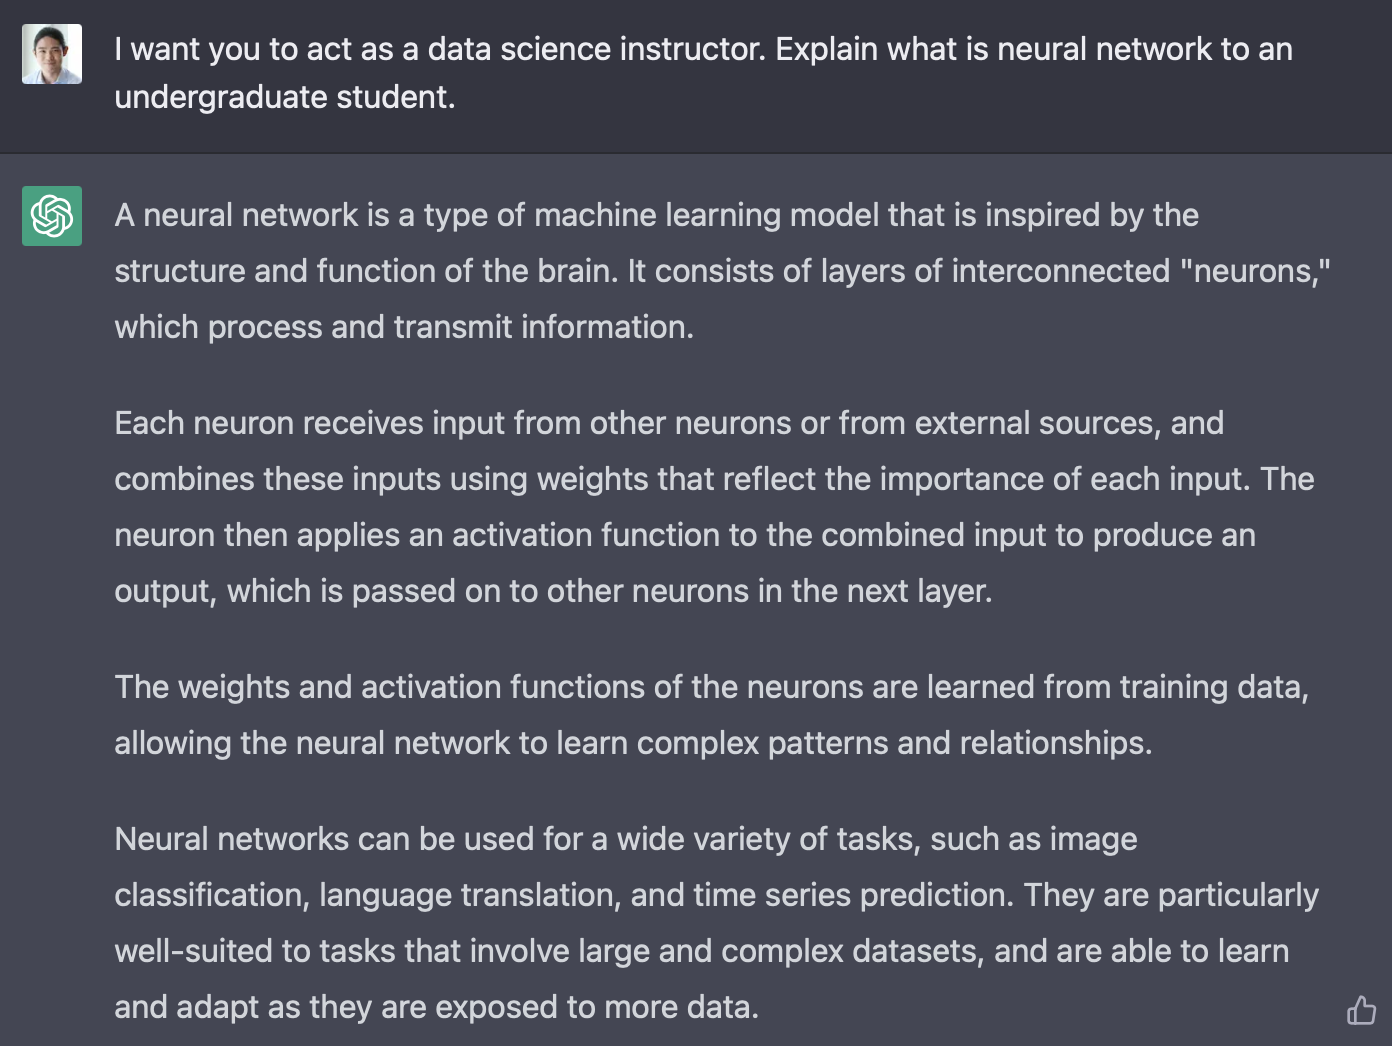 I want you to act as a data science instructor. Explain what is neural network to an
undergraduate student.
A neural network is a type of machine learning model that is inspired by the
structure and function of the brain. It consists of layers of interconnected "neurons,"
which process and transmit information.
Each neuron receives input from other neurons or from external sources, and
combines these inputs using weights that reflect the importance of each input. The
neuron then applies an activation function to the combined input to produce an
output, which is passed on to other neurons in the next layer.
The weights and activation functions of the neurons are learned from training data,
allowing the neural network to learn complex patterns and relationships.
Neural networks can be used for a wide variety of tasks, such as image
classification, language translation, and time series prediction. They are particularly
well-suited to tasks that involve large and complex datasets, and are able to learn
and adapt as they are exposed to more data.